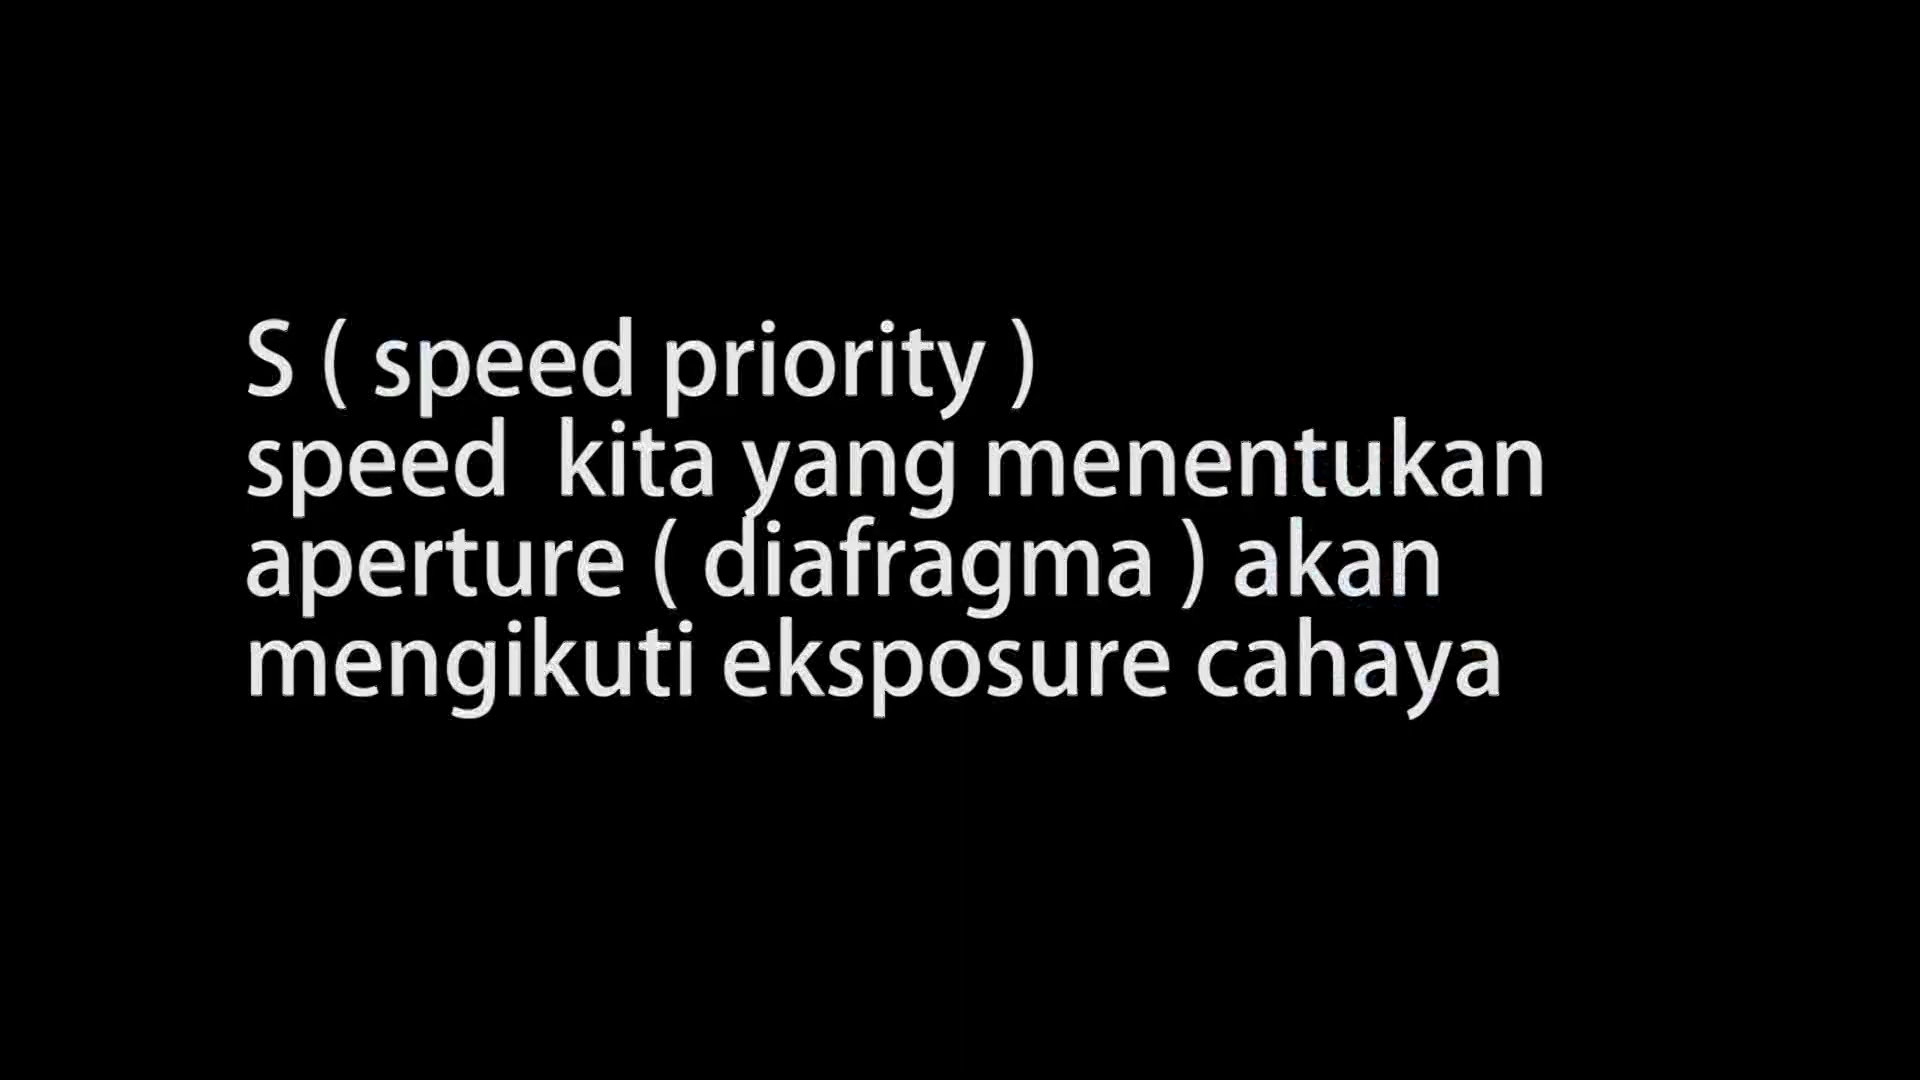 S ( speed priority )
speed  kita yang menentukan
aperture ( diafragma ) akan
mengikuti eksposure cahaya